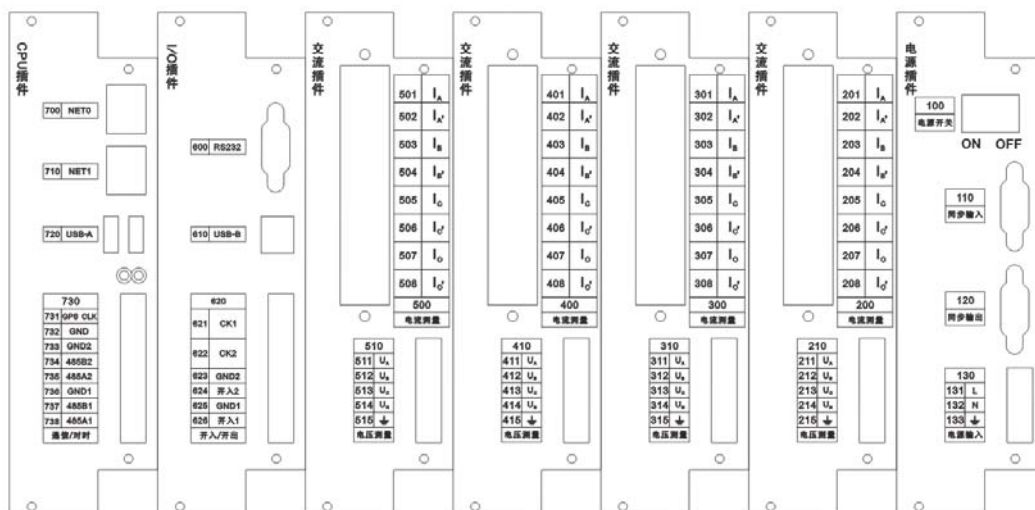 CPU插件
700 NET0
710 NET1
720 USB-A
730
731 GPS CLK
732 GND
733 GND2
734 485B2
735 485A2
736 GND1
737 485B1
738 485A1
通信/对时
I/O插件
600 RS232
610 USB-B
620
621 CK1
622 CK2
623 GND2
624 开入2
625 GND1
626 开入1
开入/开出
交流插件
501 IA
502 IA'
503 IB
504 IB'
505 IC
506 IC'
507 IO
508 IO'
500
电流测量
510
511 UA
512 UB
513 UC
514 UN
515 ⏚
电压测量
交流插件
401 IA
402 IA'
403 IB
404 IB'
405 IC
406 IC'
407 IO
408 IO'
400
电流测量
410
411 UA
412 UB
413 UC
414 UN
415 ⏚
电压测量
交流插件
301 IA
302 IA'
303 IB
304 IB'
305 IC
306 IC'
307 IO
308 IO'
300
电流测量
310
311 UA
312 UB
313 UC
314 UN
315 ⏚
电压测量
交流插件
201 IA
202 IA'
203 IB
204 IB'
205 IC
206 IC'
207 IO
208 IO'
200
电流测量
210
211 UA
212 UB
213 UC
214 UN
215 ⏚
电压测量
电源插件
100
电源开关
ON OFF
110
同步输入
120
同步输出
130
131 L
132 N
133 ⏚
电源输入